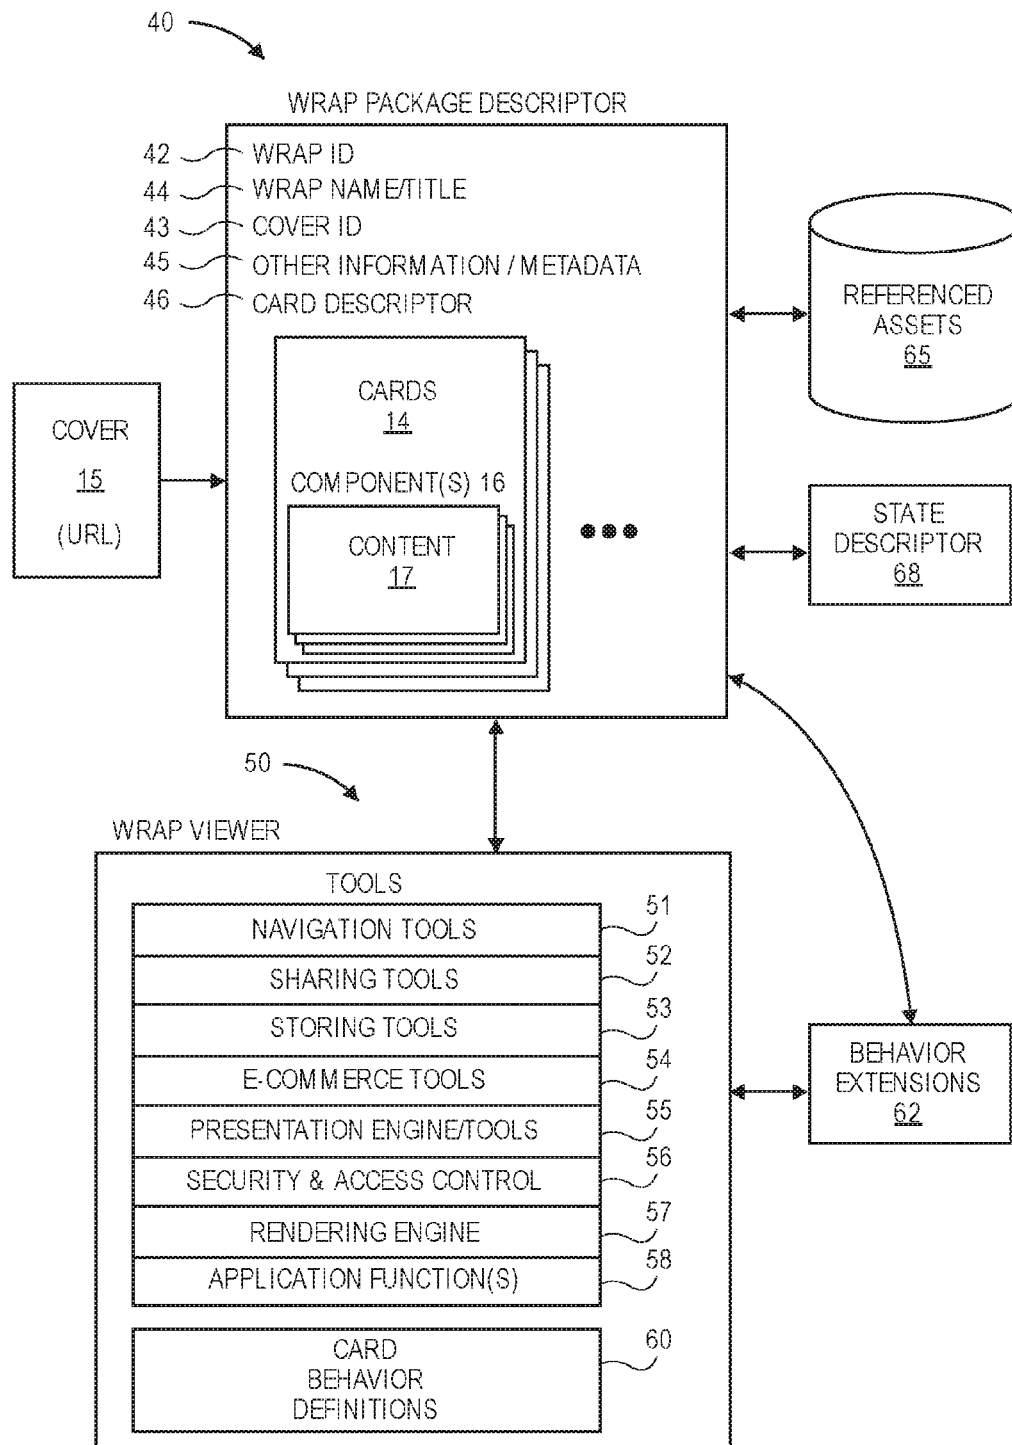 40
WRAP PACKAGE DESCRIPTOR
42 WRAP ID
44 WRAP NAME/TITLE
43 COVER ID
45 OTHER INFORMATION / METADATA
46 CARD DESCRIPTOR
CARDS
14
COMPONENT(S) 16
CONTENT
17
COVER
15
(URL)
REFERENCED
ASSETS
65
STATE
DESCRIPTOR
68
50
WRAP VIEWER
TOOLS
NAVIGATION TOOLS 51
SHARING TOOLS 52
STORING TOOLS 53
E-COMMERCE TOOLS 54
PRESENTATION ENGINE/TOOLS 55
SECURITY & ACCESS CONTROL 56
RENDERING ENGINE 57
APPLICATION FUNCTION(S) 58
CARD 60
BEHAVIOR
DEFINITIONS
BEHAVIOR
EXTENSIONS
62